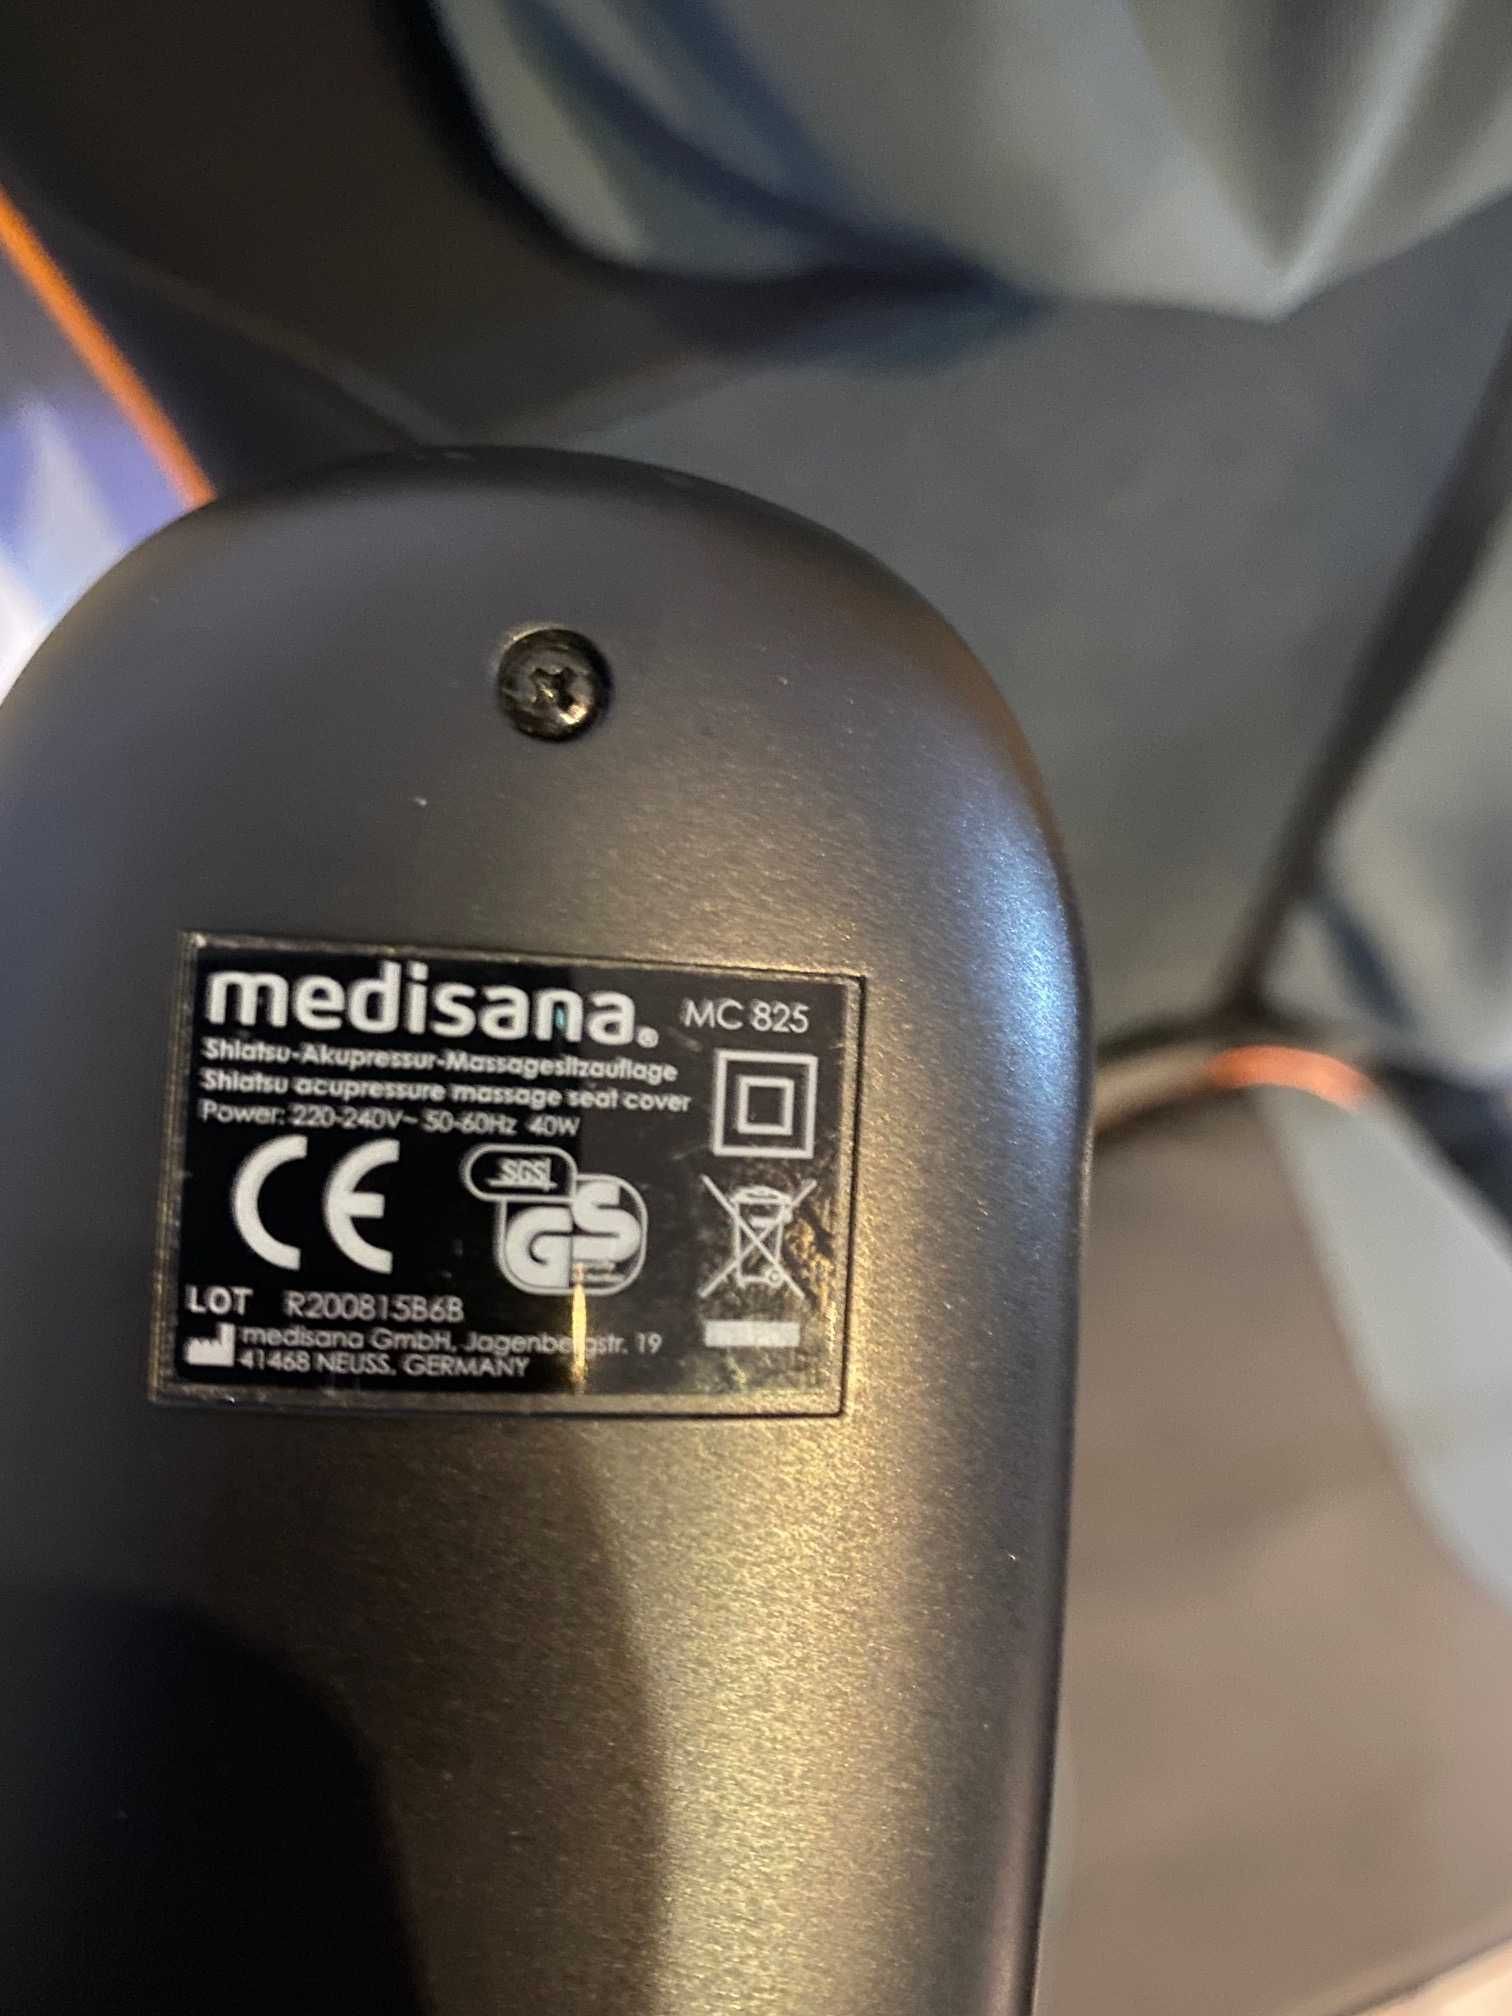 medisana® MC 825
Shiatsu-Akupressur-Massagesitzauflage
Shiatsu acupressure massage seat cover
Power: 220-240V~ 50-60Hz 40W
CE
SGS
GS
LOT R200815B6B
medisana GmbH, Jagenbergstr. 19
41468 NEUSS, GERMANY